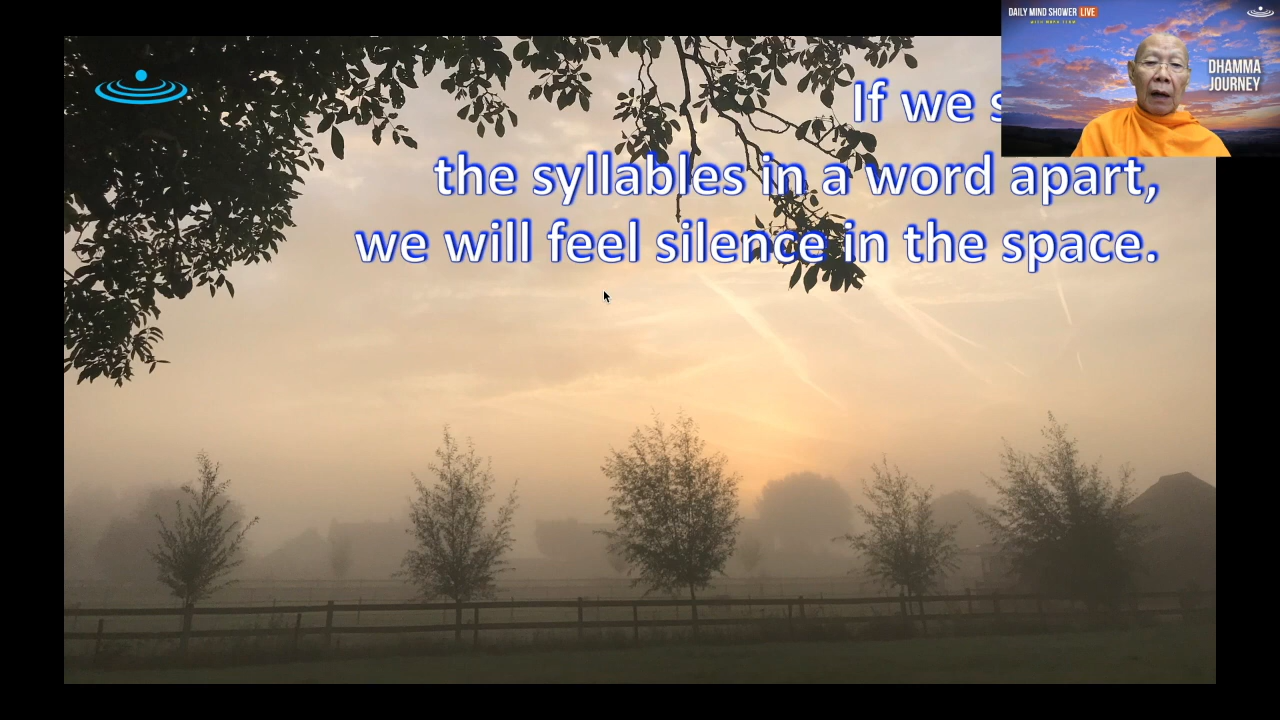 If we
the syllables in a word apart,
we will feel silence in the space.
DAILY MIND SHOWER LIVE
DHAMMA
JOURNEY